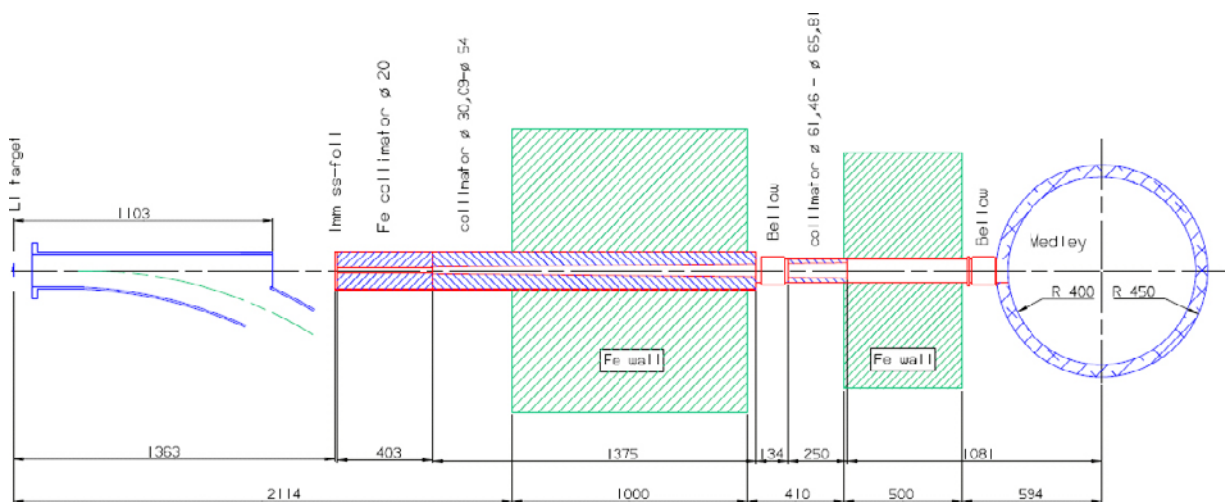 Li target
1103
1mm ss-foil
Fe collimator ø 20
collimator ø 30,09-ø 54
Bellow
collimator ø 61,46 - ø 65,81
Bellow
Medley
R 400
R 450
Fe wall
Fe wall
1363
403
1375
134
250
1081
2114
1000
410
500
594